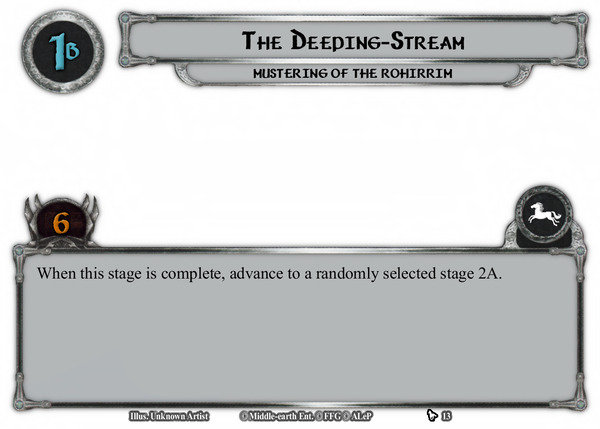 1B
THE DEEPING-STREAM
MUSTERING OF THE ROHIRRIM
6
When this stage is complete, advance to a randomly selected stage 2A.
Illus. Unknown Artist ©Middle-earth Ent. ©FFG ©ALeP 13